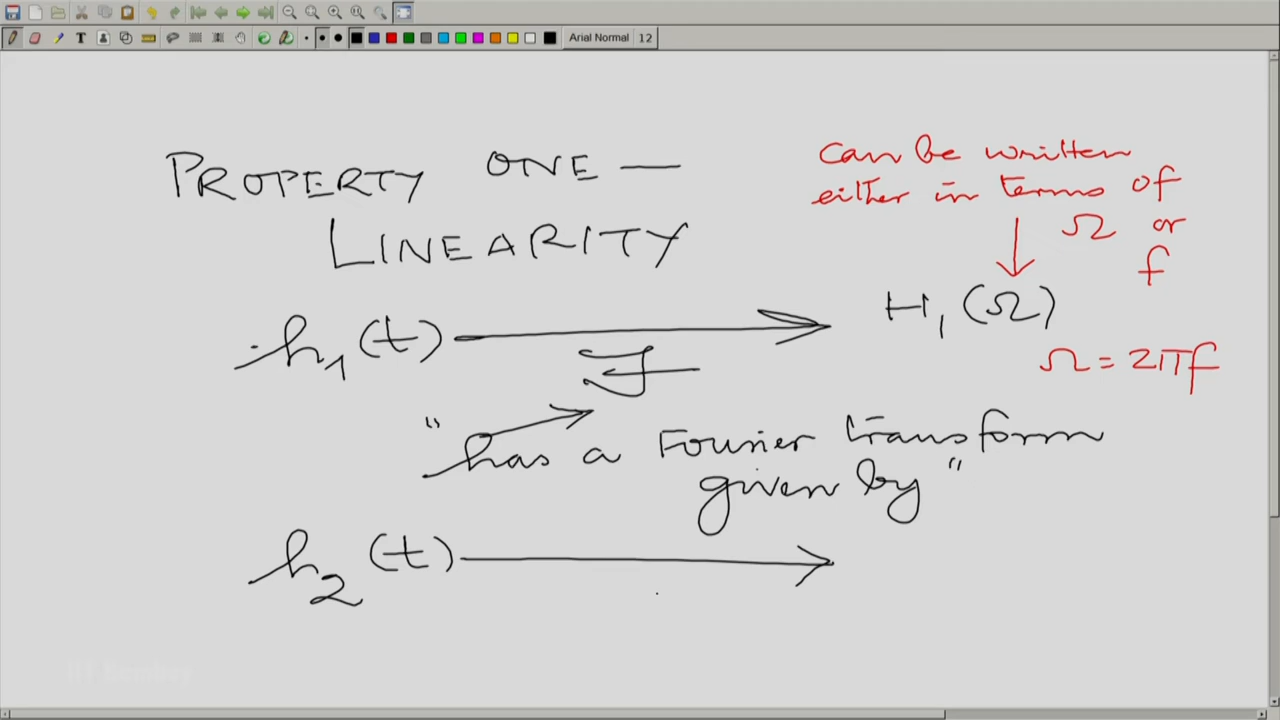 Arial Normal 12
PROPERTY ONE —
LINEARITY
can be written
either in terms of
Ω or
f
h₁(t) → H₁(Ω)
ℱ
Ω = 2πf
"has a Fourier transform
given by"
h₂(t) →